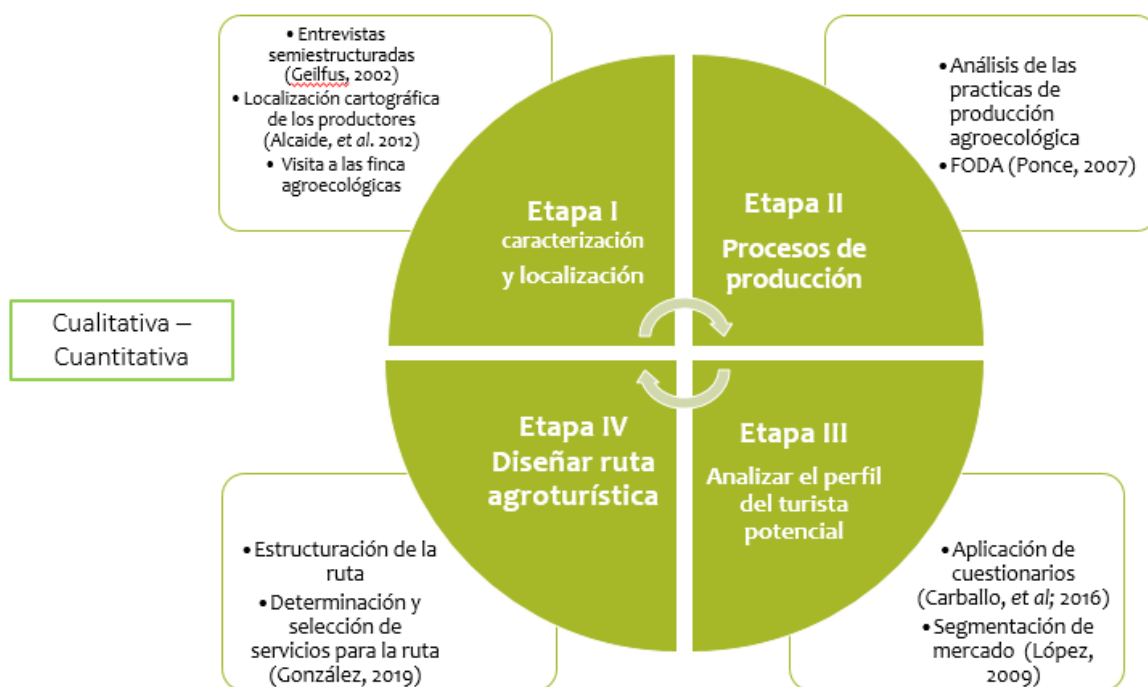 • Entrevistas
semiestructuradas
(Geilfus, 2002)
• Localización cartográfica
de los productores
(Alcaide, et al. 2012)
• Visita a las finca
agroecológicas
• Análisis de las
practicas de
producción
agroecológica
• FODA (Ponce, 2007)
Etapa I
caracterización
y localización
Etapa II
Procesos de
producción
Cualitativa –
Cuantitativa
Etapa IV
Diseñar ruta
agroturística
Etapa III
Analizar el perfil
del turista
potencial
• Estructuración de la
ruta
• Determinación y
selección de
servicios para la ruta
(González, 2019)
• Aplicación de
cuestionarios
(Carballo, et al; 2016)
• Segmentación de
mercado (López,
2009)